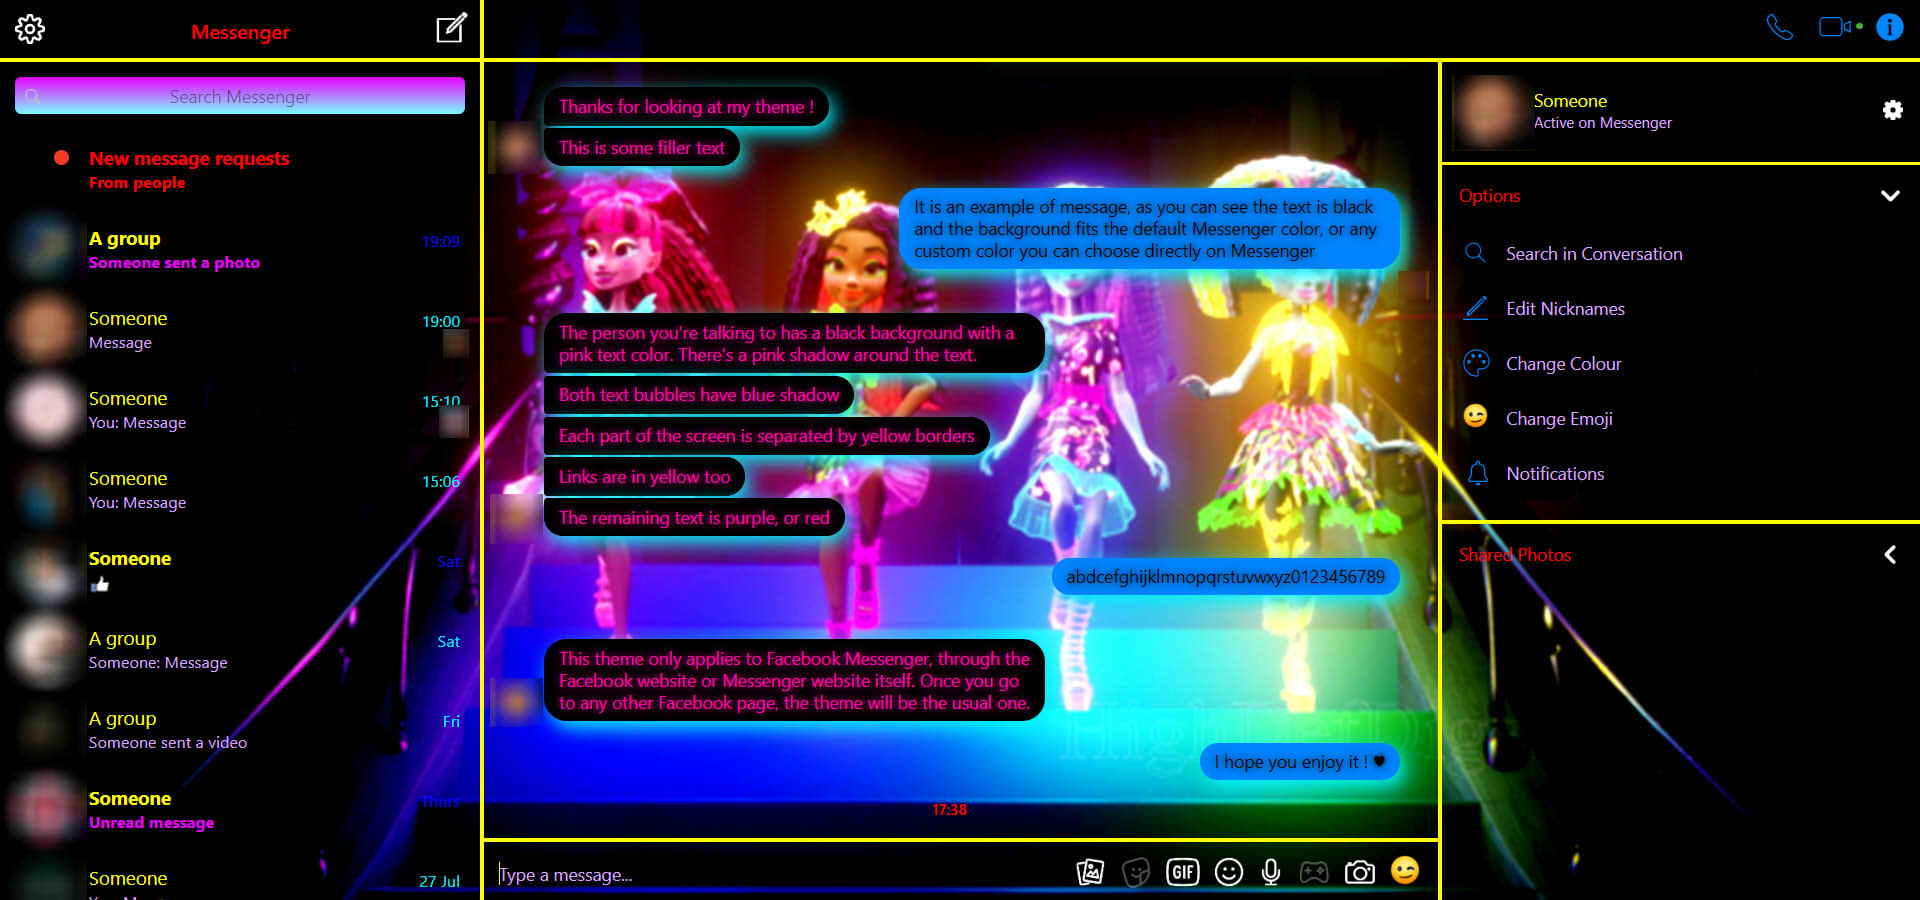 Messenger
Search Messenger
New message requests
From people
A group
19:09
Someone sent a photo
Someone
19:00
Message
Someone
15:10
You: Message
Someone
15:06
You: Message
Someone
Sat
A group
Sat
Someone: Message
A group
Fri
Someone sent a video
Someone
Thurs
Unread message
Someone
27 Jul
Thanks for looking at my theme !
This is some filler text
It is an example of message, as you can see the text is black
and the background fits the default Messenger color, or any
custom color you can choose directly on Messenger
The person you're talking to has a black background with a
pink text color. There's a pink shadow around the text.
Both text bubbles have blue shadow
Each part of the screen is separated by yellow borders
Links are in yellow too
The remaining text is purple, or red
abdcefghijklmnopqrstuvwxyz0123456789
This theme only applies to Facebook Messenger, through the
Facebook website or Messenger website itself. Once you go
to any other Facebook page, the theme will be the usual one.
I hope you enjoy it ! ♥
17:38
Type a message...
GIF
Someone
Active on Messenger
Options
Search in Conversation
Edit Nicknames
Change Colour
Change Emoji
Notifications
Shared Photos